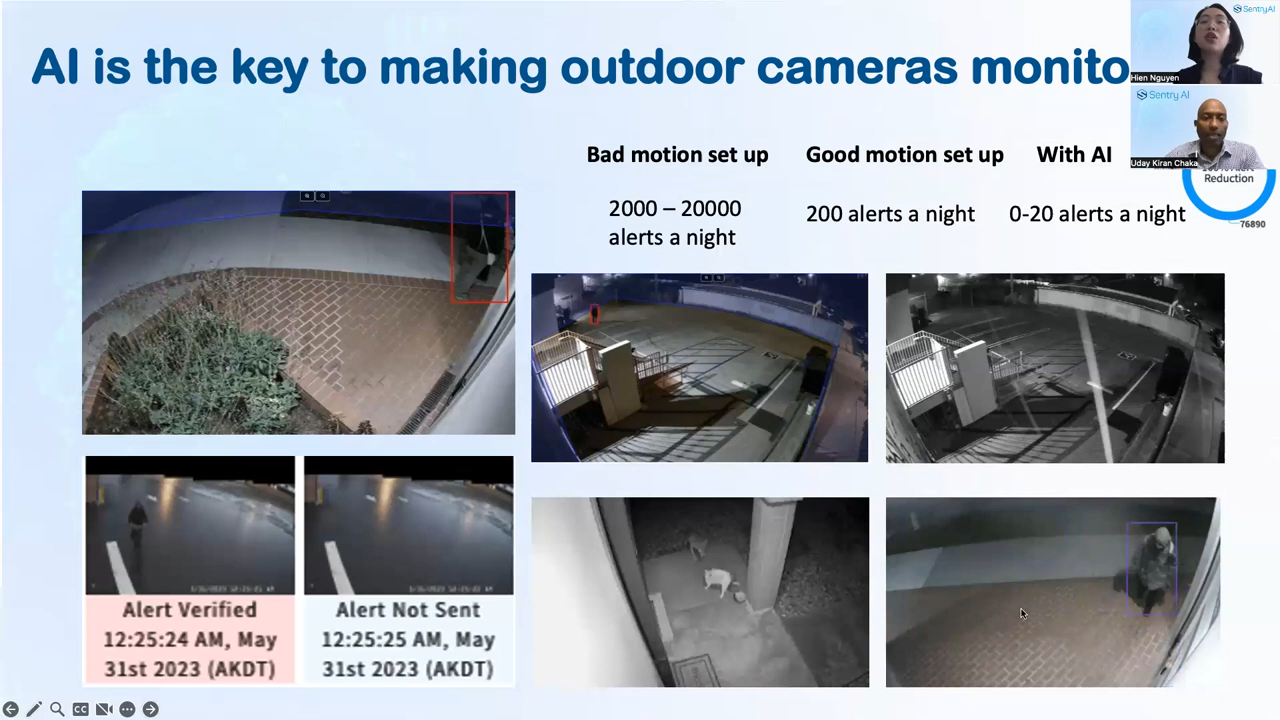 AI is the key to making outdoor cameras monito
SentryAI
Hien Nguyen
Sentry AI
Uday Kiran Chaka
Bad motion set up
Good motion set up
With AI
Reduction
2000 – 20000
alerts a night
200 alerts a night
0-20 alerts a night
76890
Alert Verified
12:25:24 AM, May
31st 2023 (AKDT)
Alert Not Sent
12:25:25 AM, May
31st 2023 (AKDT)
CC